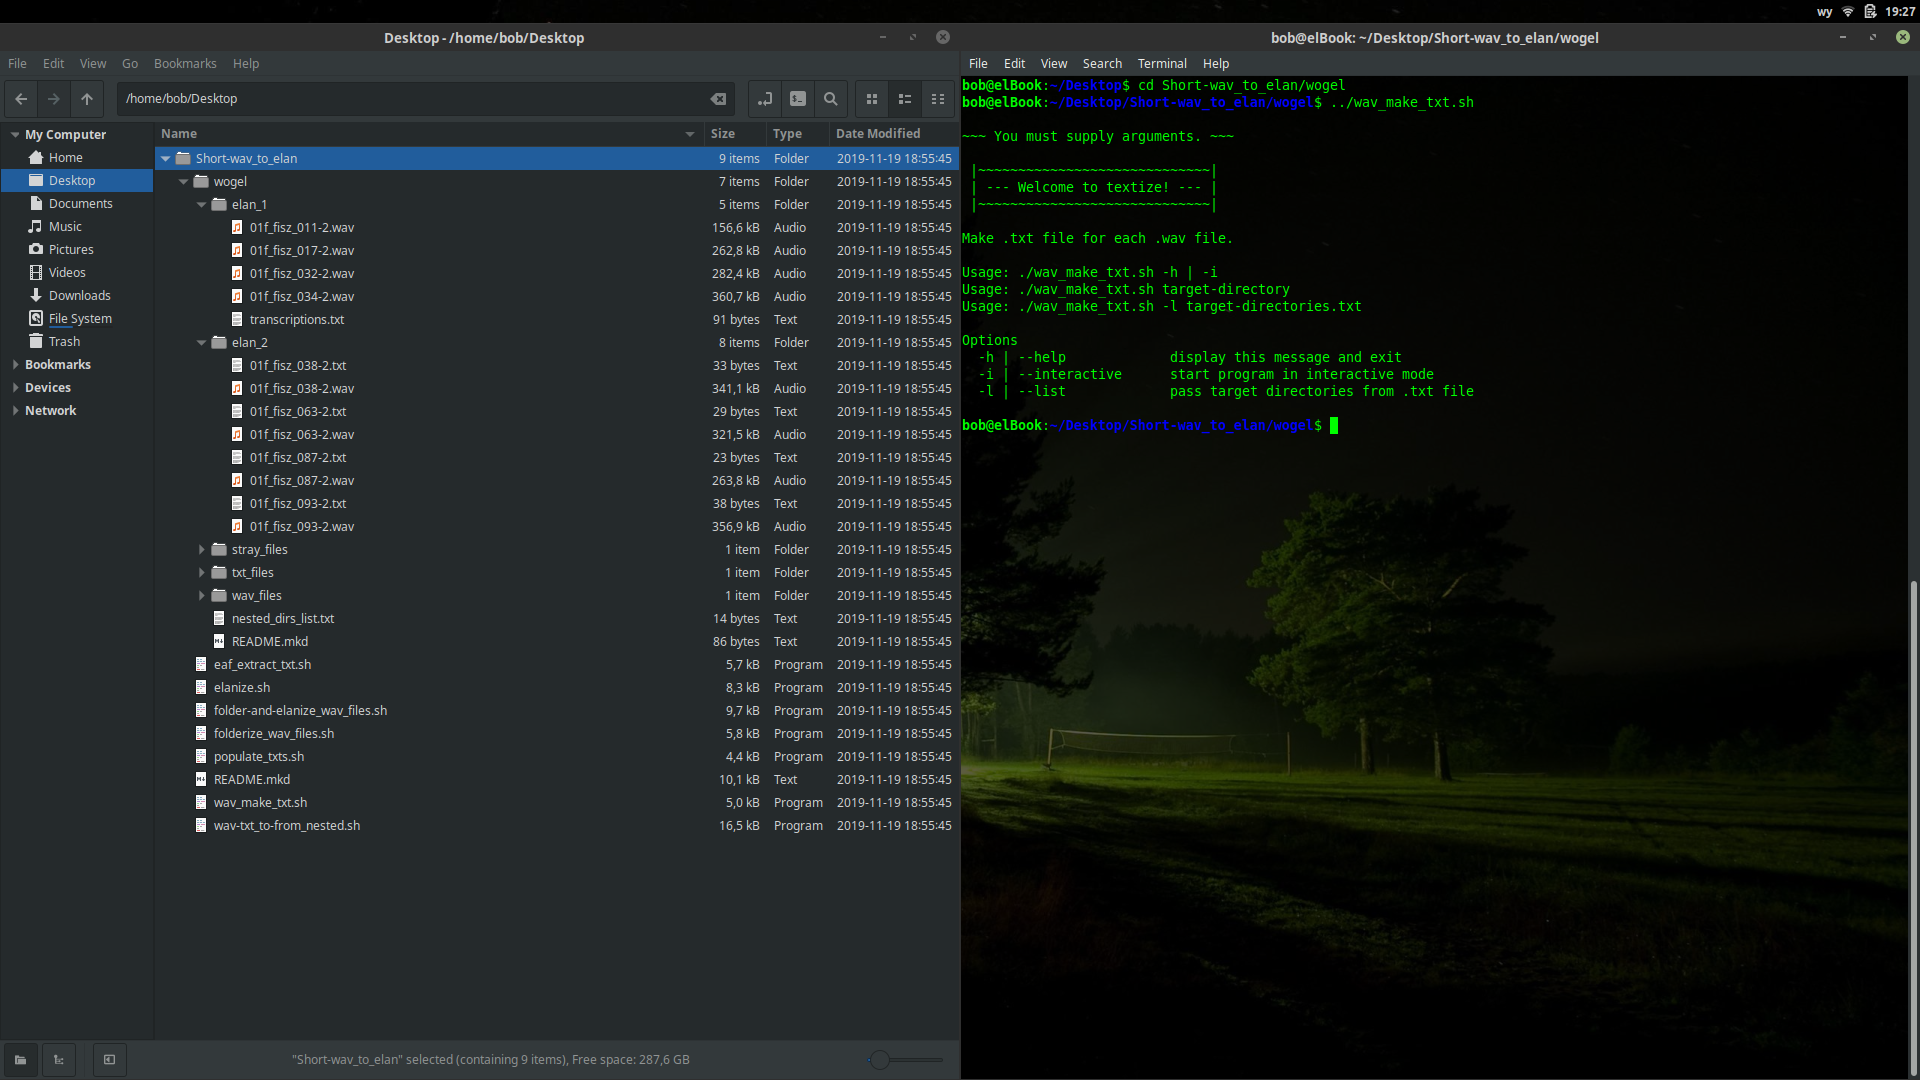 wy 19:27
Desktop - /home/bob/Desktop
File Edit View Go Bookmarks Help
/home/bob/Desktop
My Computer
Home
Desktop
Documents
Music
Pictures
Videos
Downloads
File System
Trash
Bookmarks
Devices
Network
Name Size Type Date Modified
Short-wav_to_elan 9 items Folder 2019-11-19 18:55:45
wogel 7 items Folder 2019-11-19 18:55:45
elan_1 5 items Folder 2019-11-19 18:55:45
01f_fisz_011-2.wav 156,6 kB Audio 2019-11-19 18:55:45
01f_fisz_017-2.wav 262,8 kB Audio 2019-11-19 18:55:45
01f_fisz_032-2.wav 282,4 kB Audio 2019-11-19 18:55:45
01f_fisz_034-2.wav 360,7 kB Audio 2019-11-19 18:55:45
transcriptions.txt 91 bytes Text 2019-11-19 18:55:45
elan_2 8 items Folder 2019-11-19 18:55:45
01f_fisz_038-2.txt 33 bytes Text 2019-11-19 18:55:45
01f_fisz_038-2.wav 341,1 kB Audio 2019-11-19 18:55:45
01f_fisz_063-2.txt 29 bytes Text 2019-11-19 18:55:45
01f_fisz_063-2.wav 321,5 kB Audio 2019-11-19 18:55:45
01f_fisz_087-2.txt 23 bytes Text 2019-11-19 18:55:45
01f_fisz_087-2.wav 263,8 kB Audio 2019-11-19 18:55:45
01f_fisz_093-2.txt 38 bytes Text 2019-11-19 18:55:45
01f_fisz_093-2.wav 356,9 kB Audio 2019-11-19 18:55:45
stray_files 1 item Folder 2019-11-19 18:55:45
txt_files 1 item Folder 2019-11-19 18:55:45
wav_files 1 item Folder 2019-11-19 18:55:45
nested_dirs_list.txt 14 bytes Text 2019-11-19 18:55:45
README.mkd 86 bytes Text 2019-11-19 18:55:45
eaf_extract_txt.sh 5,7 kB Program 2019-11-19 18:55:45
elanize.sh 8,3 kB Program 2019-11-19 18:55:45
folder-and-elanize_wav_files.sh 9,7 kB Program 2019-11-19 18:55:45
folderize_wav_files.sh 5,8 kB Program 2019-11-19 18:55:45
populate_txts.sh 4,4 kB Program 2019-11-19 18:55:45
README.mkd 10,1 kB Text 2019-11-19 18:55:45
wav_make_txt.sh 5,0 kB Program 2019-11-19 18:55:45
wav-txt_to-from_nested.sh 16,5 kB Program 2019-11-19 18:55:45
"Short-wav_to_elan" selected (containing 9 items), Free space: 287,6 GB
bob@elBook: ~/Desktop/Short-wav_to_elan/wogel
File Edit View Search Terminal Help
bob@elBook:~/Desktop$ cd Short-wav_to_elan/wogel
bob@elBook:~/Desktop/Short-wav_to_elan/wogel$ ../wav_make_txt.sh
~~~ You must supply arguments. ~~~
|~~~~~~~~~~~~~~~~~~~~~~~~~~~~~|
| --- Welcome to textize! --- |
|~~~~~~~~~~~~~~~~~~~~~~~~~~~~~|
Make .txt file for each .wav file.
Usage: ./wav_make_txt.sh -h | -i
Usage: ./wav_make_txt.sh target-directory
Usage: ./wav_make_txt.sh -l target-directories.txt
Options
-h | --help display this message and exit
-i | --interactive start program in interactive mode
-l | --list pass target directories from .txt file
bob@elBook:~/Desktop/Short-wav_to_elan/wogel$